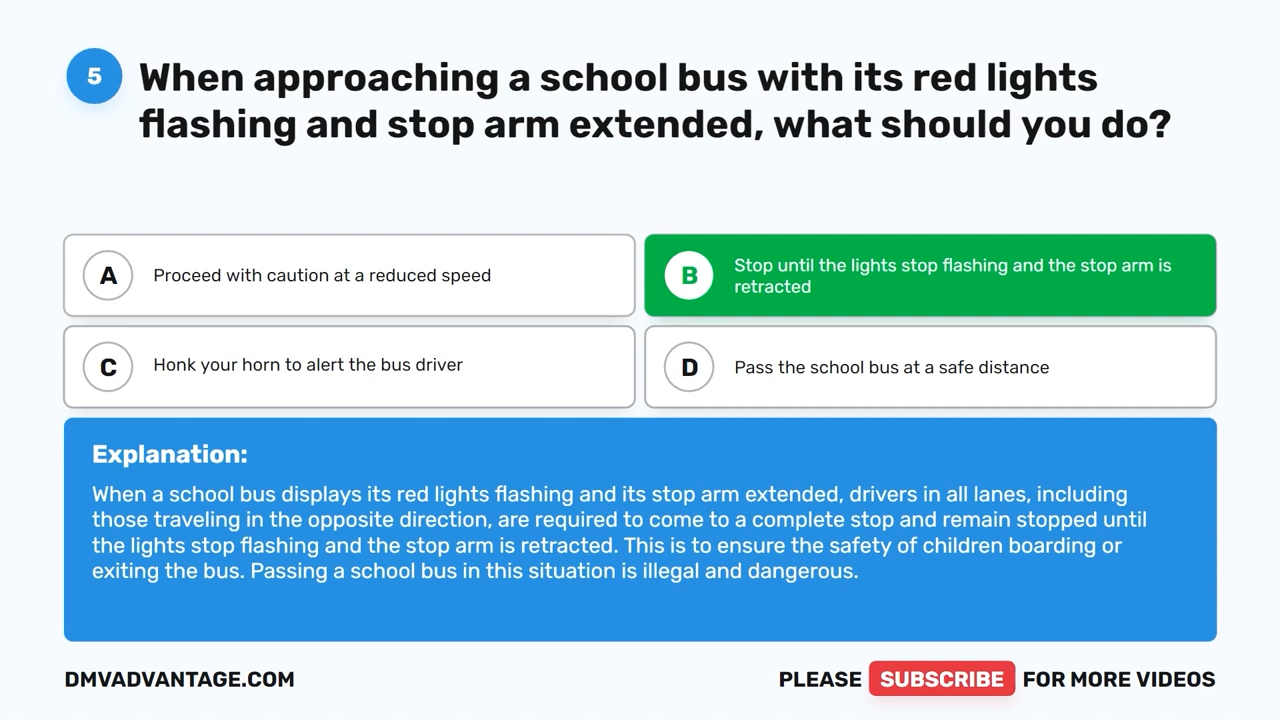 5
When approaching a school bus with its red lights
flashing and stop arm extended, what should you do?
A
Proceed with caution at a reduced speed
B
Stop until the lights stop flashing and the stop arm is
retracted
C
Honk your horn to alert the bus driver
D
Pass the school bus at a safe distance
Explanation:
When a school bus displays its red lights flashing and its stop arm extended, drivers in all lanes, including
those traveling in the opposite direction, are required to come to a complete stop and remain stopped until
the lights stop flashing and the stop arm is retracted. This is to ensure the safety of children boarding or
exiting the bus. Passing a school bus in this situation is illegal and dangerous.
DMVADVANTAGE.COM
PLEASE SUBSCRIBE FOR MORE VIDEOS